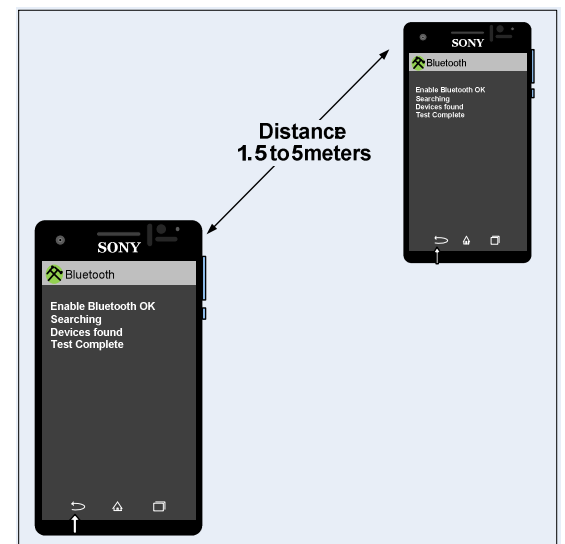 SONY
Bluetooth
Enable Bluetooth OK
Searching
Devices found
Test Complete
Distance
1.5 to 5 meters
SONY
Bluetooth
Enable Bluetooth OK
Searching
Devices found
Test Complete